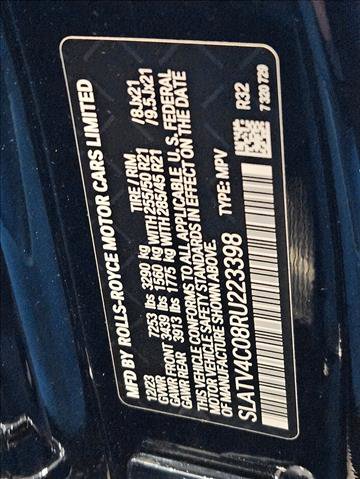 MFD BY ROLLS-ROYCE MOTOR CARS LIMITED
12/23 TIRE / RIM
GVWR 7253 lbs 3290 kg
GAWR FRONT 3439 lbs 1560 kg WITH 255/50 R21 / 8Jx21
GAWR REAR 3913 lbs 1775 kg WITH 285/45 R21 / 9.5Jx21
THIS VEHICLE CONFORMS TO ALL APPLICABLE U.S. FEDERAL
MOTOR VEHICLE SAFETY STANDARDS IN EFFECT ON THE DATE
OF MANUFACTURE SHOWN ABOVE.
SLATV4C08RU223398 TYPE: MPV R32
7 320 729